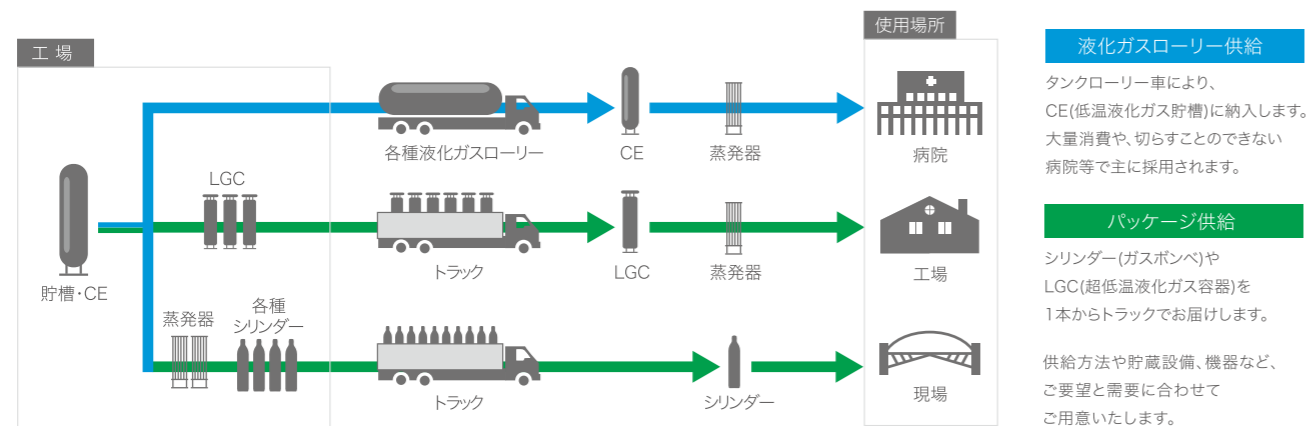 工場
使用場所
各種液化ガスローリー
CE
蒸発器
病院
LGC
トラック
LGC
蒸発器
工場
貯槽・CE
蒸発器
各種
シリンダー
トラック
シリンダー
現場
液化ガスローリー供給
タンクローリー車により、
CE(低温液化ガス貯槽)に納入します。
大量消費や、切らすことのできない
病院等で主に採用されます。
パッケージ供給
シリンダー(ガスボンベ)や
LGC(超低温液化ガス容器)を
1本からトラックでお届けします。
供給方法や貯蔵設備、機器など、
ご要望と需要に合わせて
ご用意いたします。